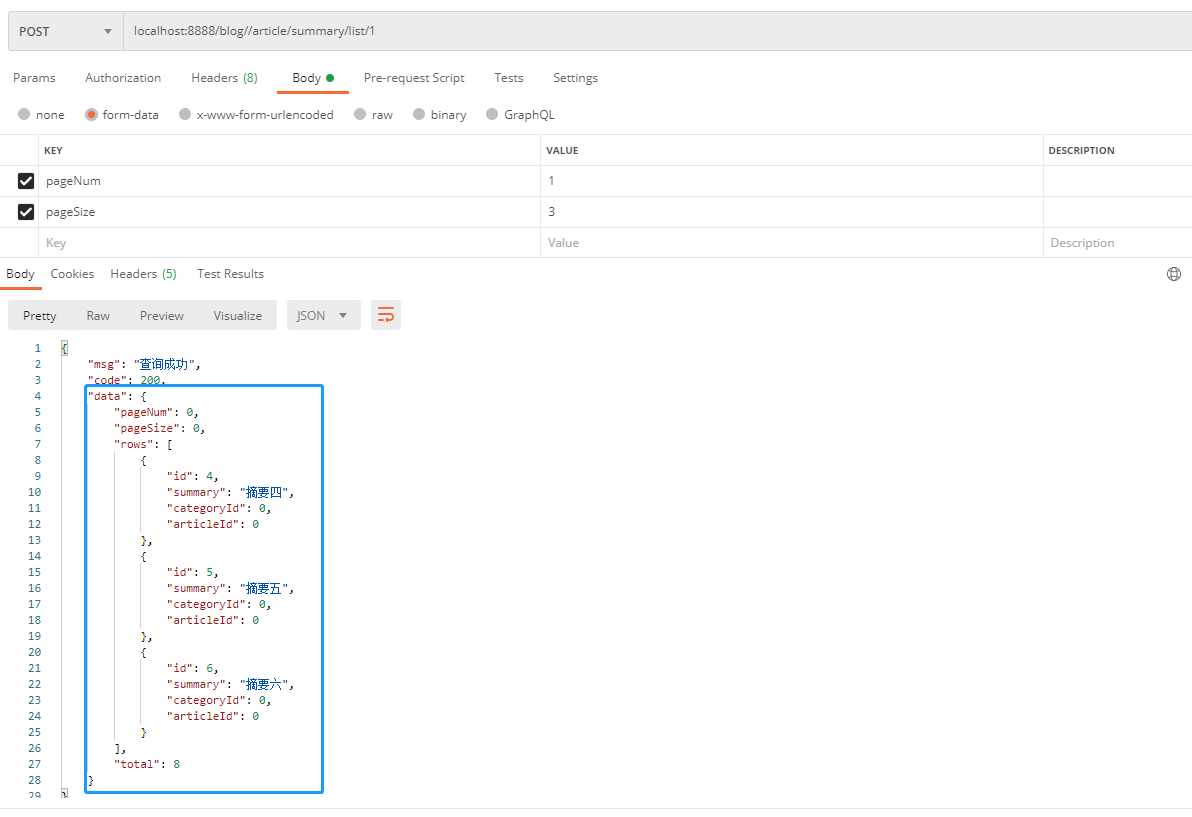 POST localhost:8888/blog//article/summary/list/1
Params Authorization Headers (8) Body Pre-request Script Tests Settings
none form-data x-www-form-urlencoded raw binary GraphQL
KEY VALUE DESCRIPTION
pageNum 1
pageSize 3
Key Value Description
Body Cookies Headers (5) Test Results
Pretty Raw Preview Visualize JSON
1 {
2 "msg": "查询成功",
3 "code": 200,
4 "data": {
5 "pageNum": 0,
6 "pageSize": 0,
7 "rows": [
8 {
9 "id": 4,
10 "summary": "摘要四",
11 "categoryId": 0,
12 "articleId": 0
13 },
14 {
15 "id": 5,
16 "summary": "摘要五",
17 "categoryId": 0,
18 "articleId": 0
19 },
20 {
21 "id": 6,
22 "summary": "摘要六",
23 "categoryId": 0,
24 "articleId": 0
25 }
26 ],
27 "total": 8
28 }
29 }